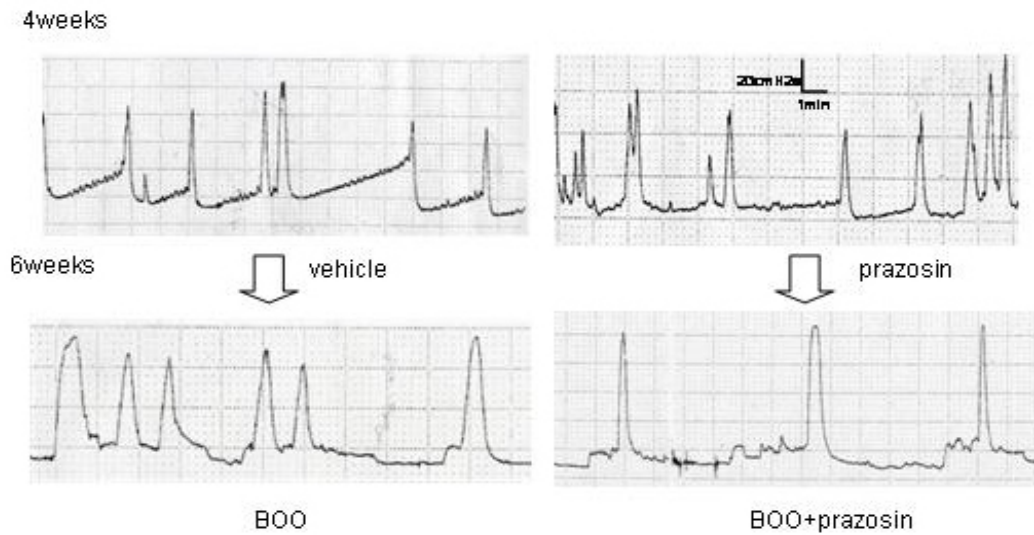 4weeks
20cm H2o
1min
6weeks
vehicle
prazosin
BOO
BOO+prazosin